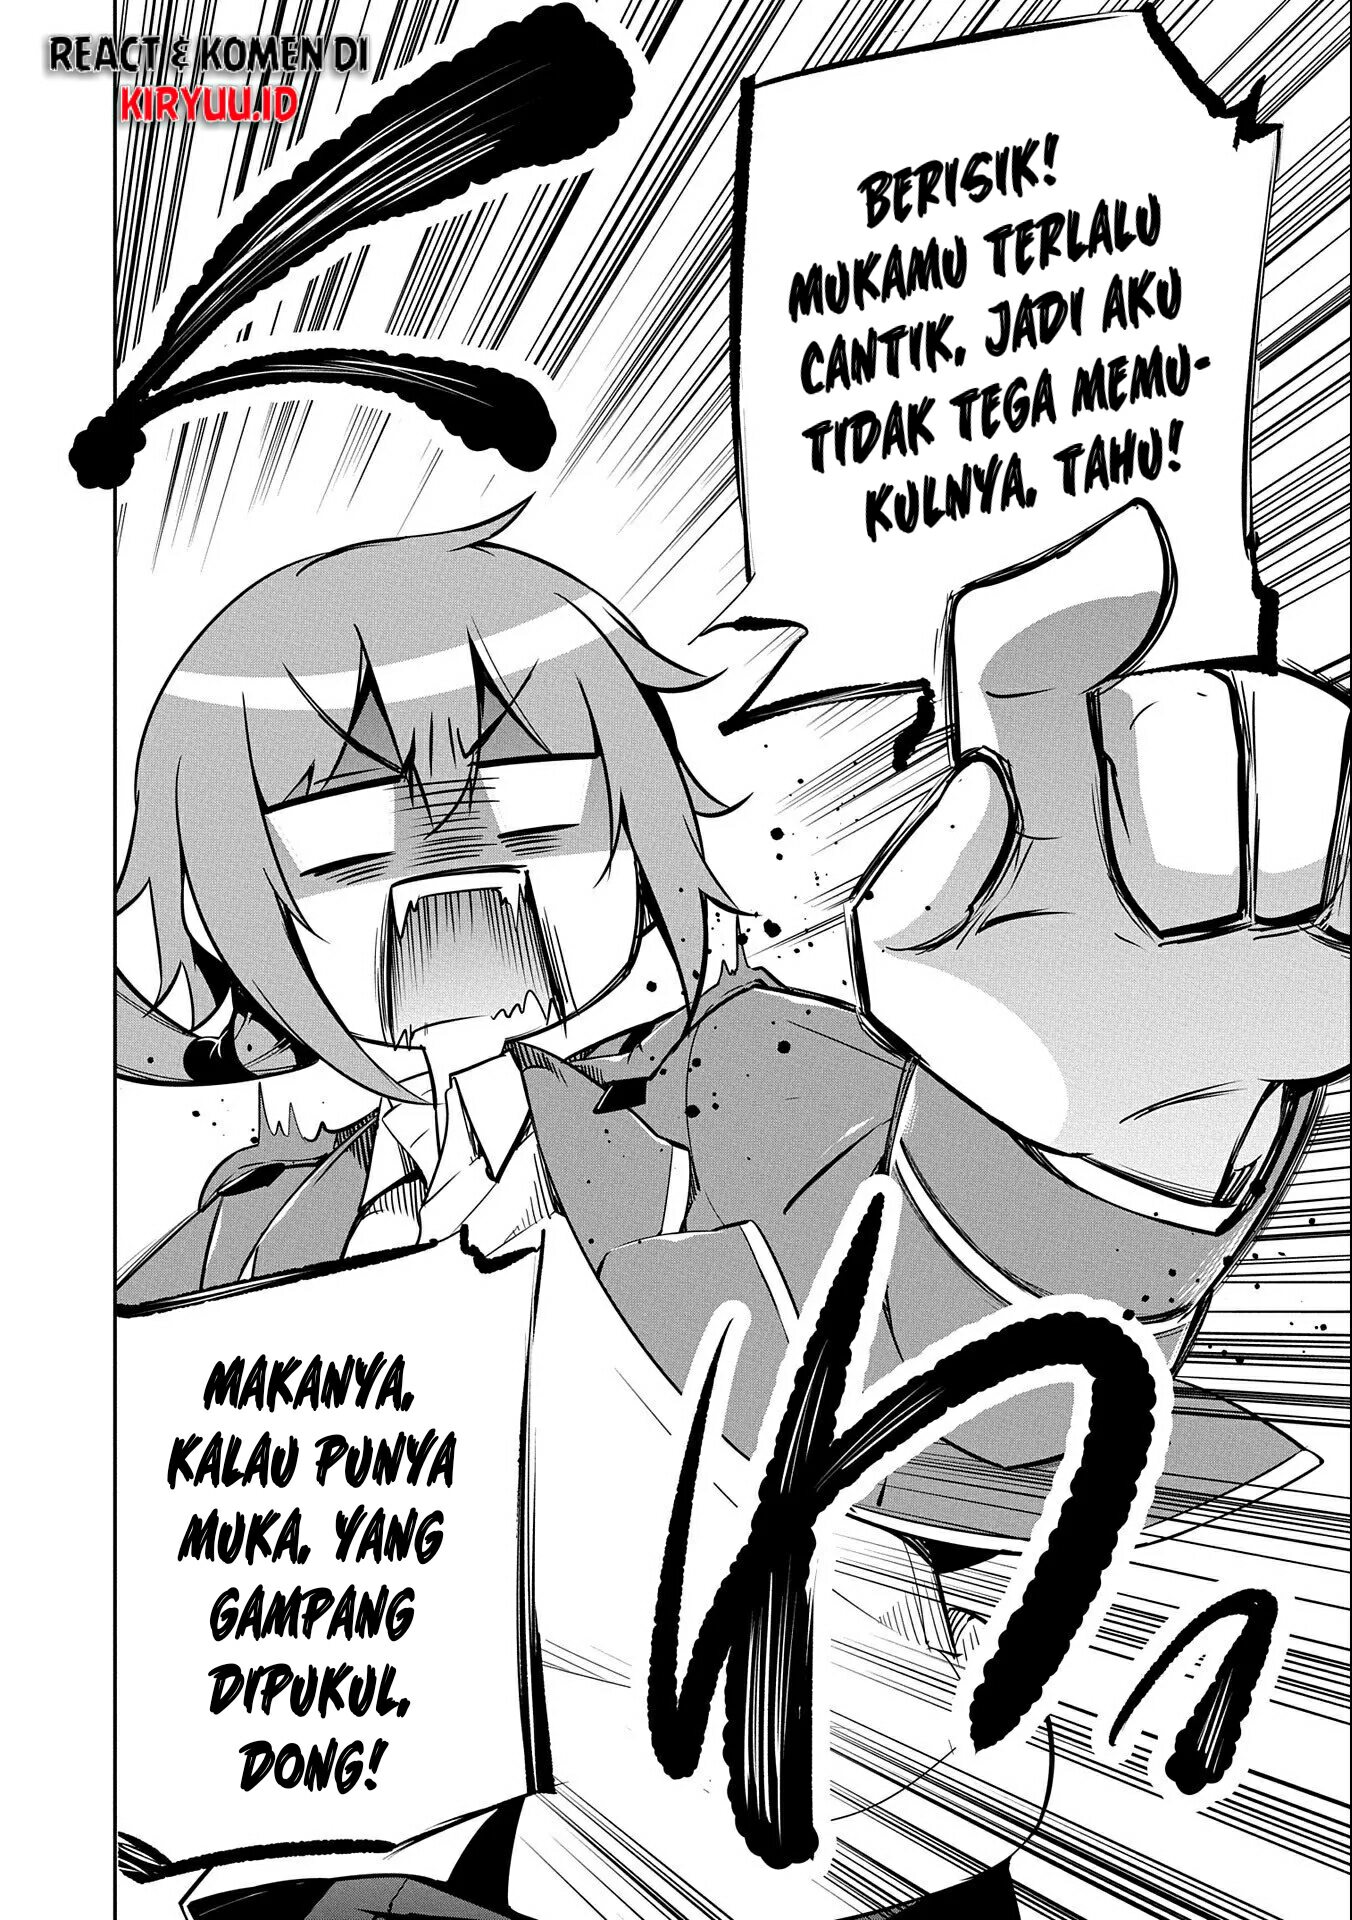 REACT & KOMEN DI
KIRYUU.ID
BERISIK!
MUKAMU TERLALU
CANTIK, JADI AKU
TIDAK TEGA MEMU-
KULNYA, TAHU!
MAKANYA,
KALAU PUNYA
MUKA, YANG
GAMPANG
DIPUKUL,
DONG!